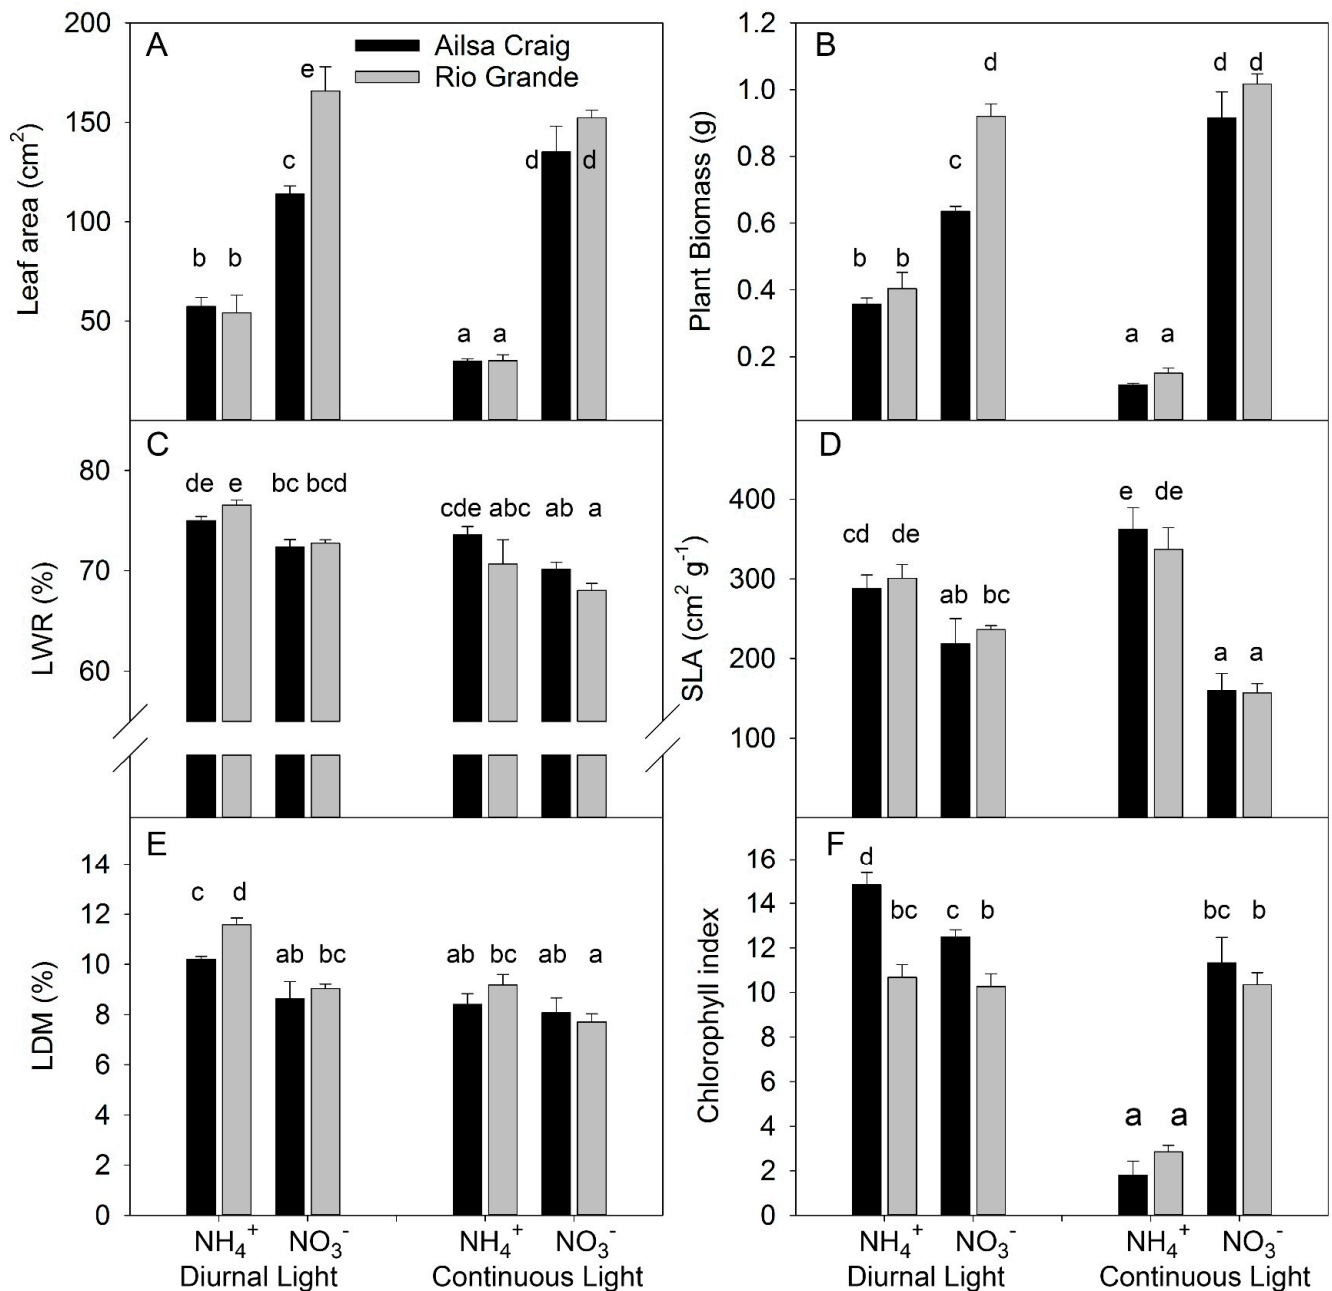 A
Ailsa Craig
Rio Grande
Leaf area (cm²)
200
150
100
50
b b c e a a d d
B
Plant Biomass (g)
1.2
1.0
0.8
0.6
0.4
0.2
b b c d a a d d
C
LWR (%)
80
70
60
de e bc bcd cde abc ab a
D
SLA (cm² g⁻¹)
400
300
200
100
cd de ab bc e de a a
E
LDM (%)
14
12
10
8
6
4
2
0
c d ab bc ab bc ab a
NH₄⁺ NO₃⁻ NH₄⁺ NO₃⁻
Diurnal Light Continuous Light
F
Chlorophyll index
16
14
12
10
8
6
4
2
0
d bc c b a a bc b
NH₄⁺ NO₃⁻ NH₄⁺ NO₃⁻
Diurnal Light Continuous Light